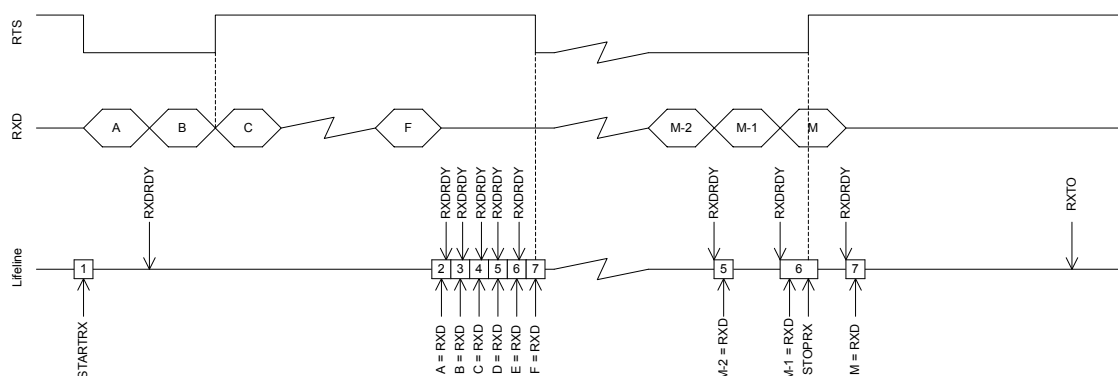 RTS
RXD
A
B
C
F
M-2
M-1
M
RXDRDY
RXDRDY
RXDRDY
RXDRDY
RXDRDY
RXDRDY
RXDRDY
RXDRDY
RXDRDY
RXTO
Lifeline
1
2
3
4
5
6
7
5
6
7
STARTRX
A = RXD
B = RXD
C = RXD
D = RXD
E = RXD
F = RXD
M-2 = RXD
M-1 = RXD
STOPRX
M = RXD